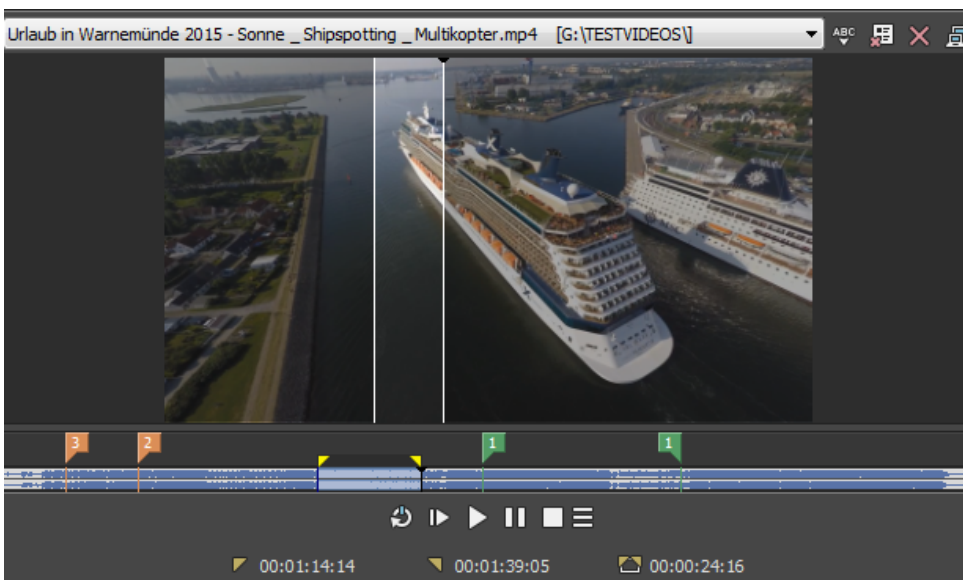 Urlaub in Warnemünde 2015 - Sonne _ Shipspotting _ Multikopter.mp4 [G:\TESTVIDEOS\]
ABC
3 2 1 1
00:01:14:14 00:01:39:05 00:00:24:16